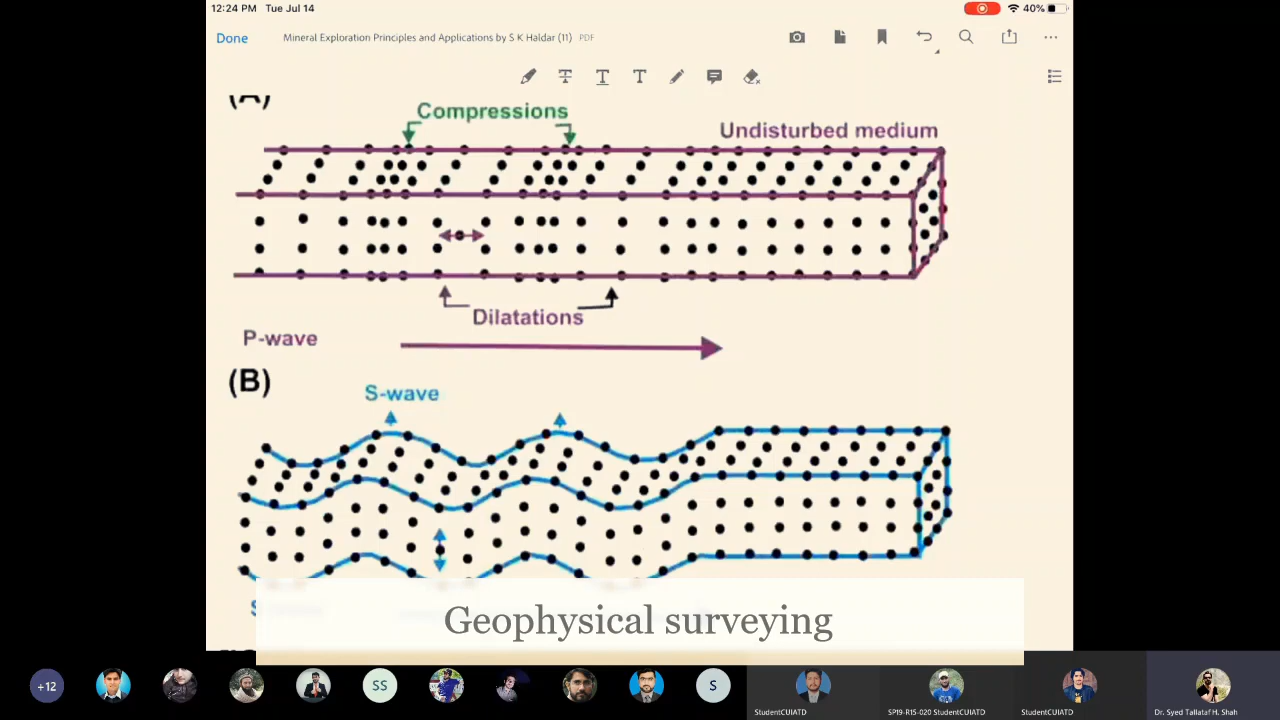 12:24 PM Tue Jul 14
40%
Done
Mineral Exploration Principles and Applications by S K Haldar (11) PDF
(A)
Compressions
Undisturbed medium
Dilatations
P-wave
(B)
S-wave
Geophysical surveying
+12
SS
S
StudentCUIATD
SP19-R15-020 StudentCUIATD
StudentCUIATD
Dr. Syed Tallataf H. Shah